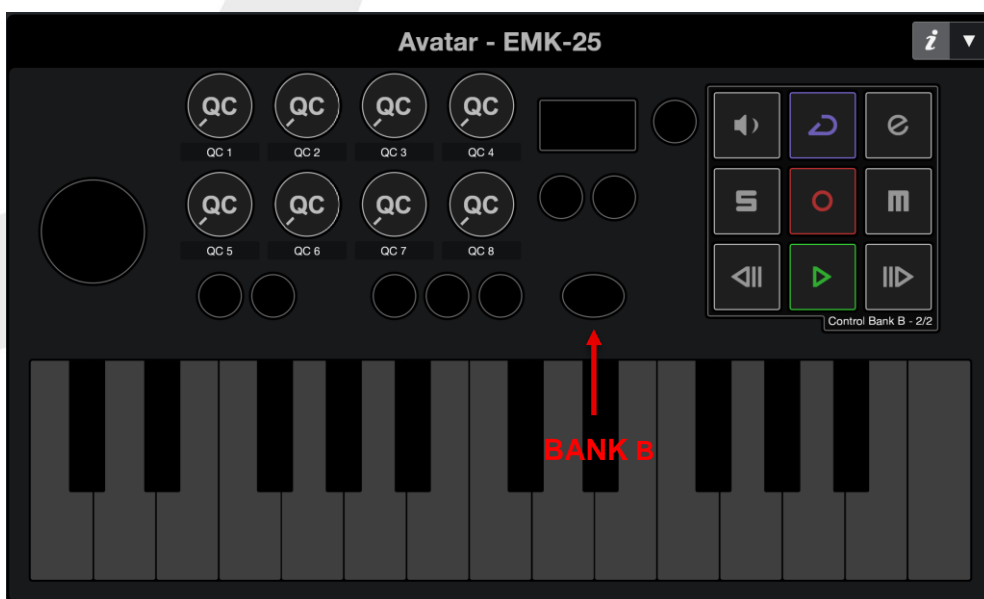 Avatar - EMK-25
i
QC QC QC QC
QC 1 QC 2 QC 3 QC 4
QC QC QC QC
QC 5 QC 6 QC 7 QC 8
e
S M
Control Bank B - 2/2
BANK B